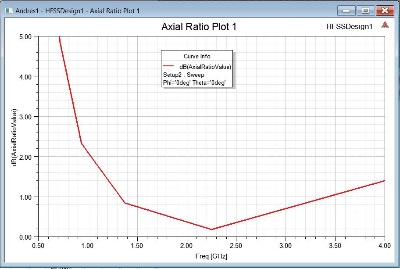 Andres1 - HFSSDesign1 - Axial Ratio Plot 1
Axial Ratio Plot 1
HFSSDesign1
Curve Info
dB(AxialRatioValue)
Setup2 : Sweep
Phi='0deg' Theta='0deg'
5.00
4.00
3.00
2.00
1.00
0.00
dB(AxialRatioValue)
0.50
1.00
1.50
2.00
2.50
3.00
3.50
4.00
Freq [GHz]